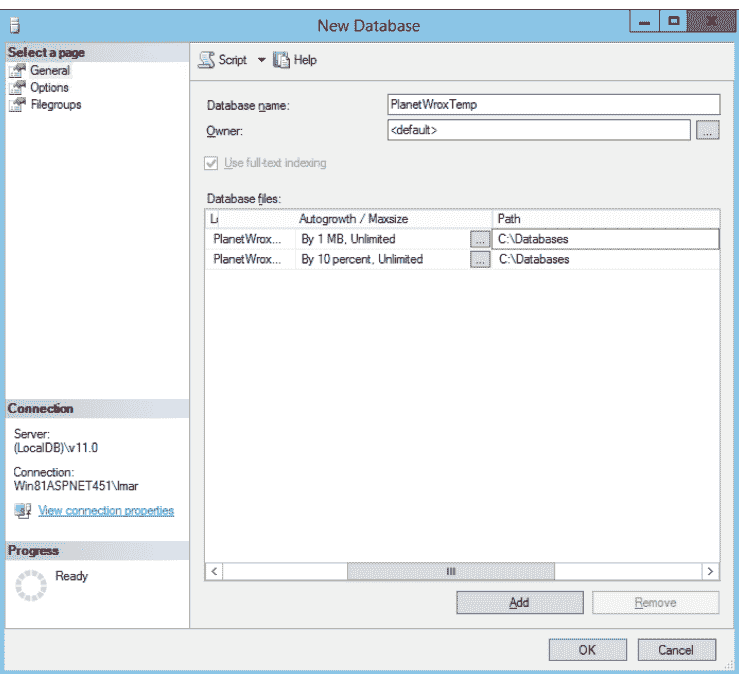 New Database
Select a page
General
Options
Filegroups
Script
Help
Database name:
PlanetWroxTemp
Owner:
<default>
...
Use full-text indexing
Database files:
Autogrowth / Maxsize
Path
PlanetWrox...
By 1 MB, Unlimited
...
C:\Databases
PlanetWrox...
By 10 percent, Unlimited
...
C:\Databases
Connection
Server:
(LocalDB)\v11.0
Connection:
Win81ASPNET451\Imar
View connection properties
Progress
Ready
Add
Remove
OK
Cancel